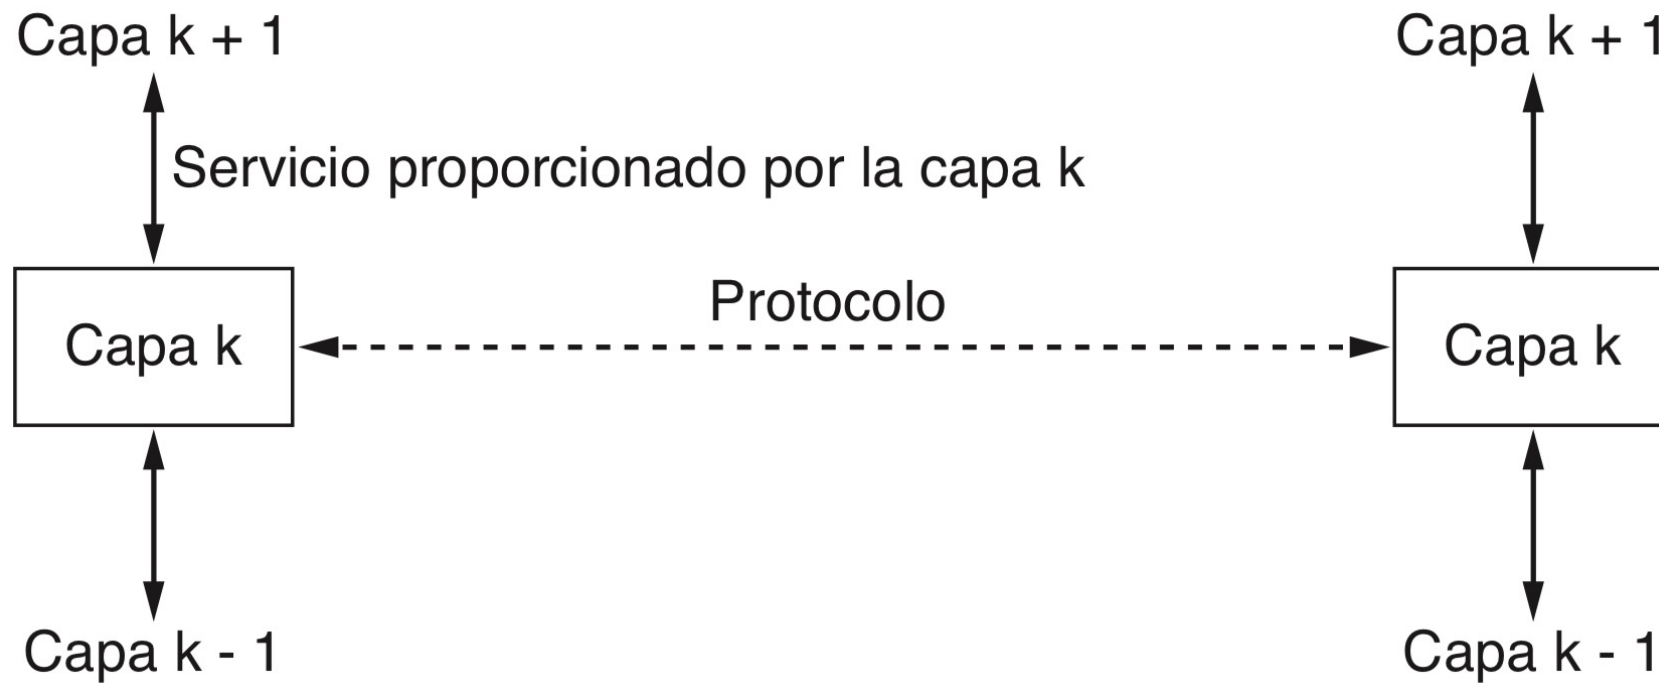 Capa k + 1
Capa k + 1
Servicio proporcionado por la capa k
Protocolo
Capa k
Capa k
Capa k - 1
Capa k - 1